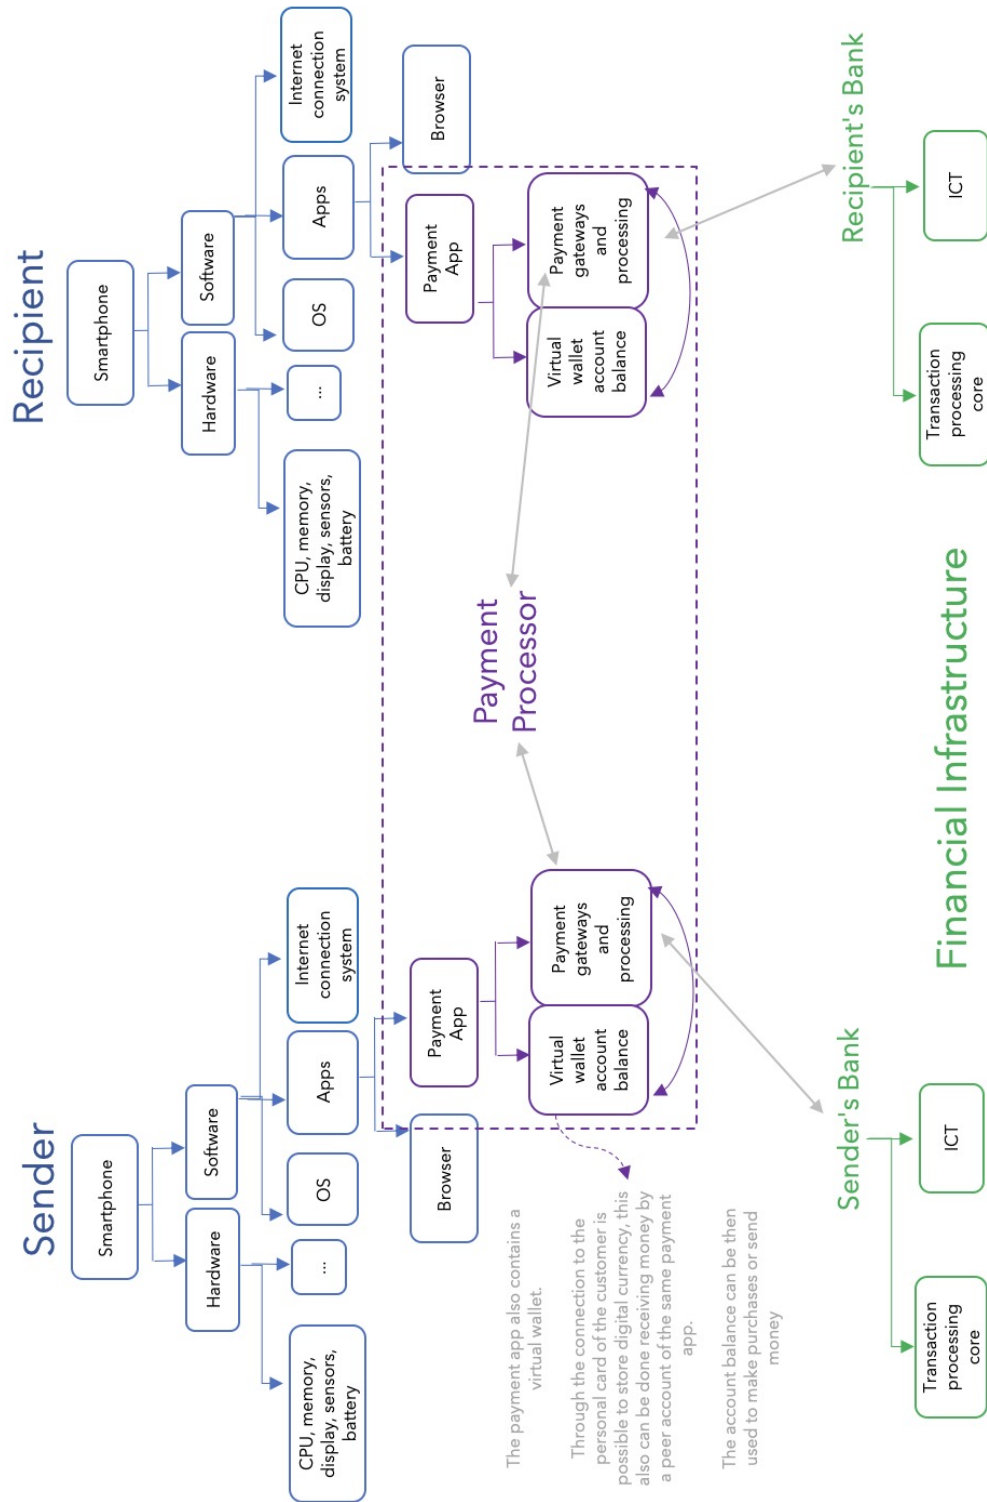 Sender
Smartphone
Hardware
Software
CPU, memory,
display, sensors,
battery
...
OS
Apps
Internet
connection
system
Browser
Payment
App
Virtual
wallet
account
balance
Payment
gateways
and
processing
The payment app also contains a
virtual wallet.
Through the connection to the
personal card of the customer is
possible to store digital currency, this
also can be done receiving money by
a peer account of the same payment
app.
The account balance can be then
used to make purchases or send
money
Payment
Processor
Recipient
Smartphone
Hardware
Software
CPU, memory,
display, sensors,
battery
...
OS
Apps
Internet
connection
system
Payment
App
Browser
Virtual
wallet
account
balance
Payment
gateways
and
processing
Sender's Bank
Transaction
processing
core
ICT
Financial Infrastructure
Recipient's Bank
Transaction
processing
core
ICT